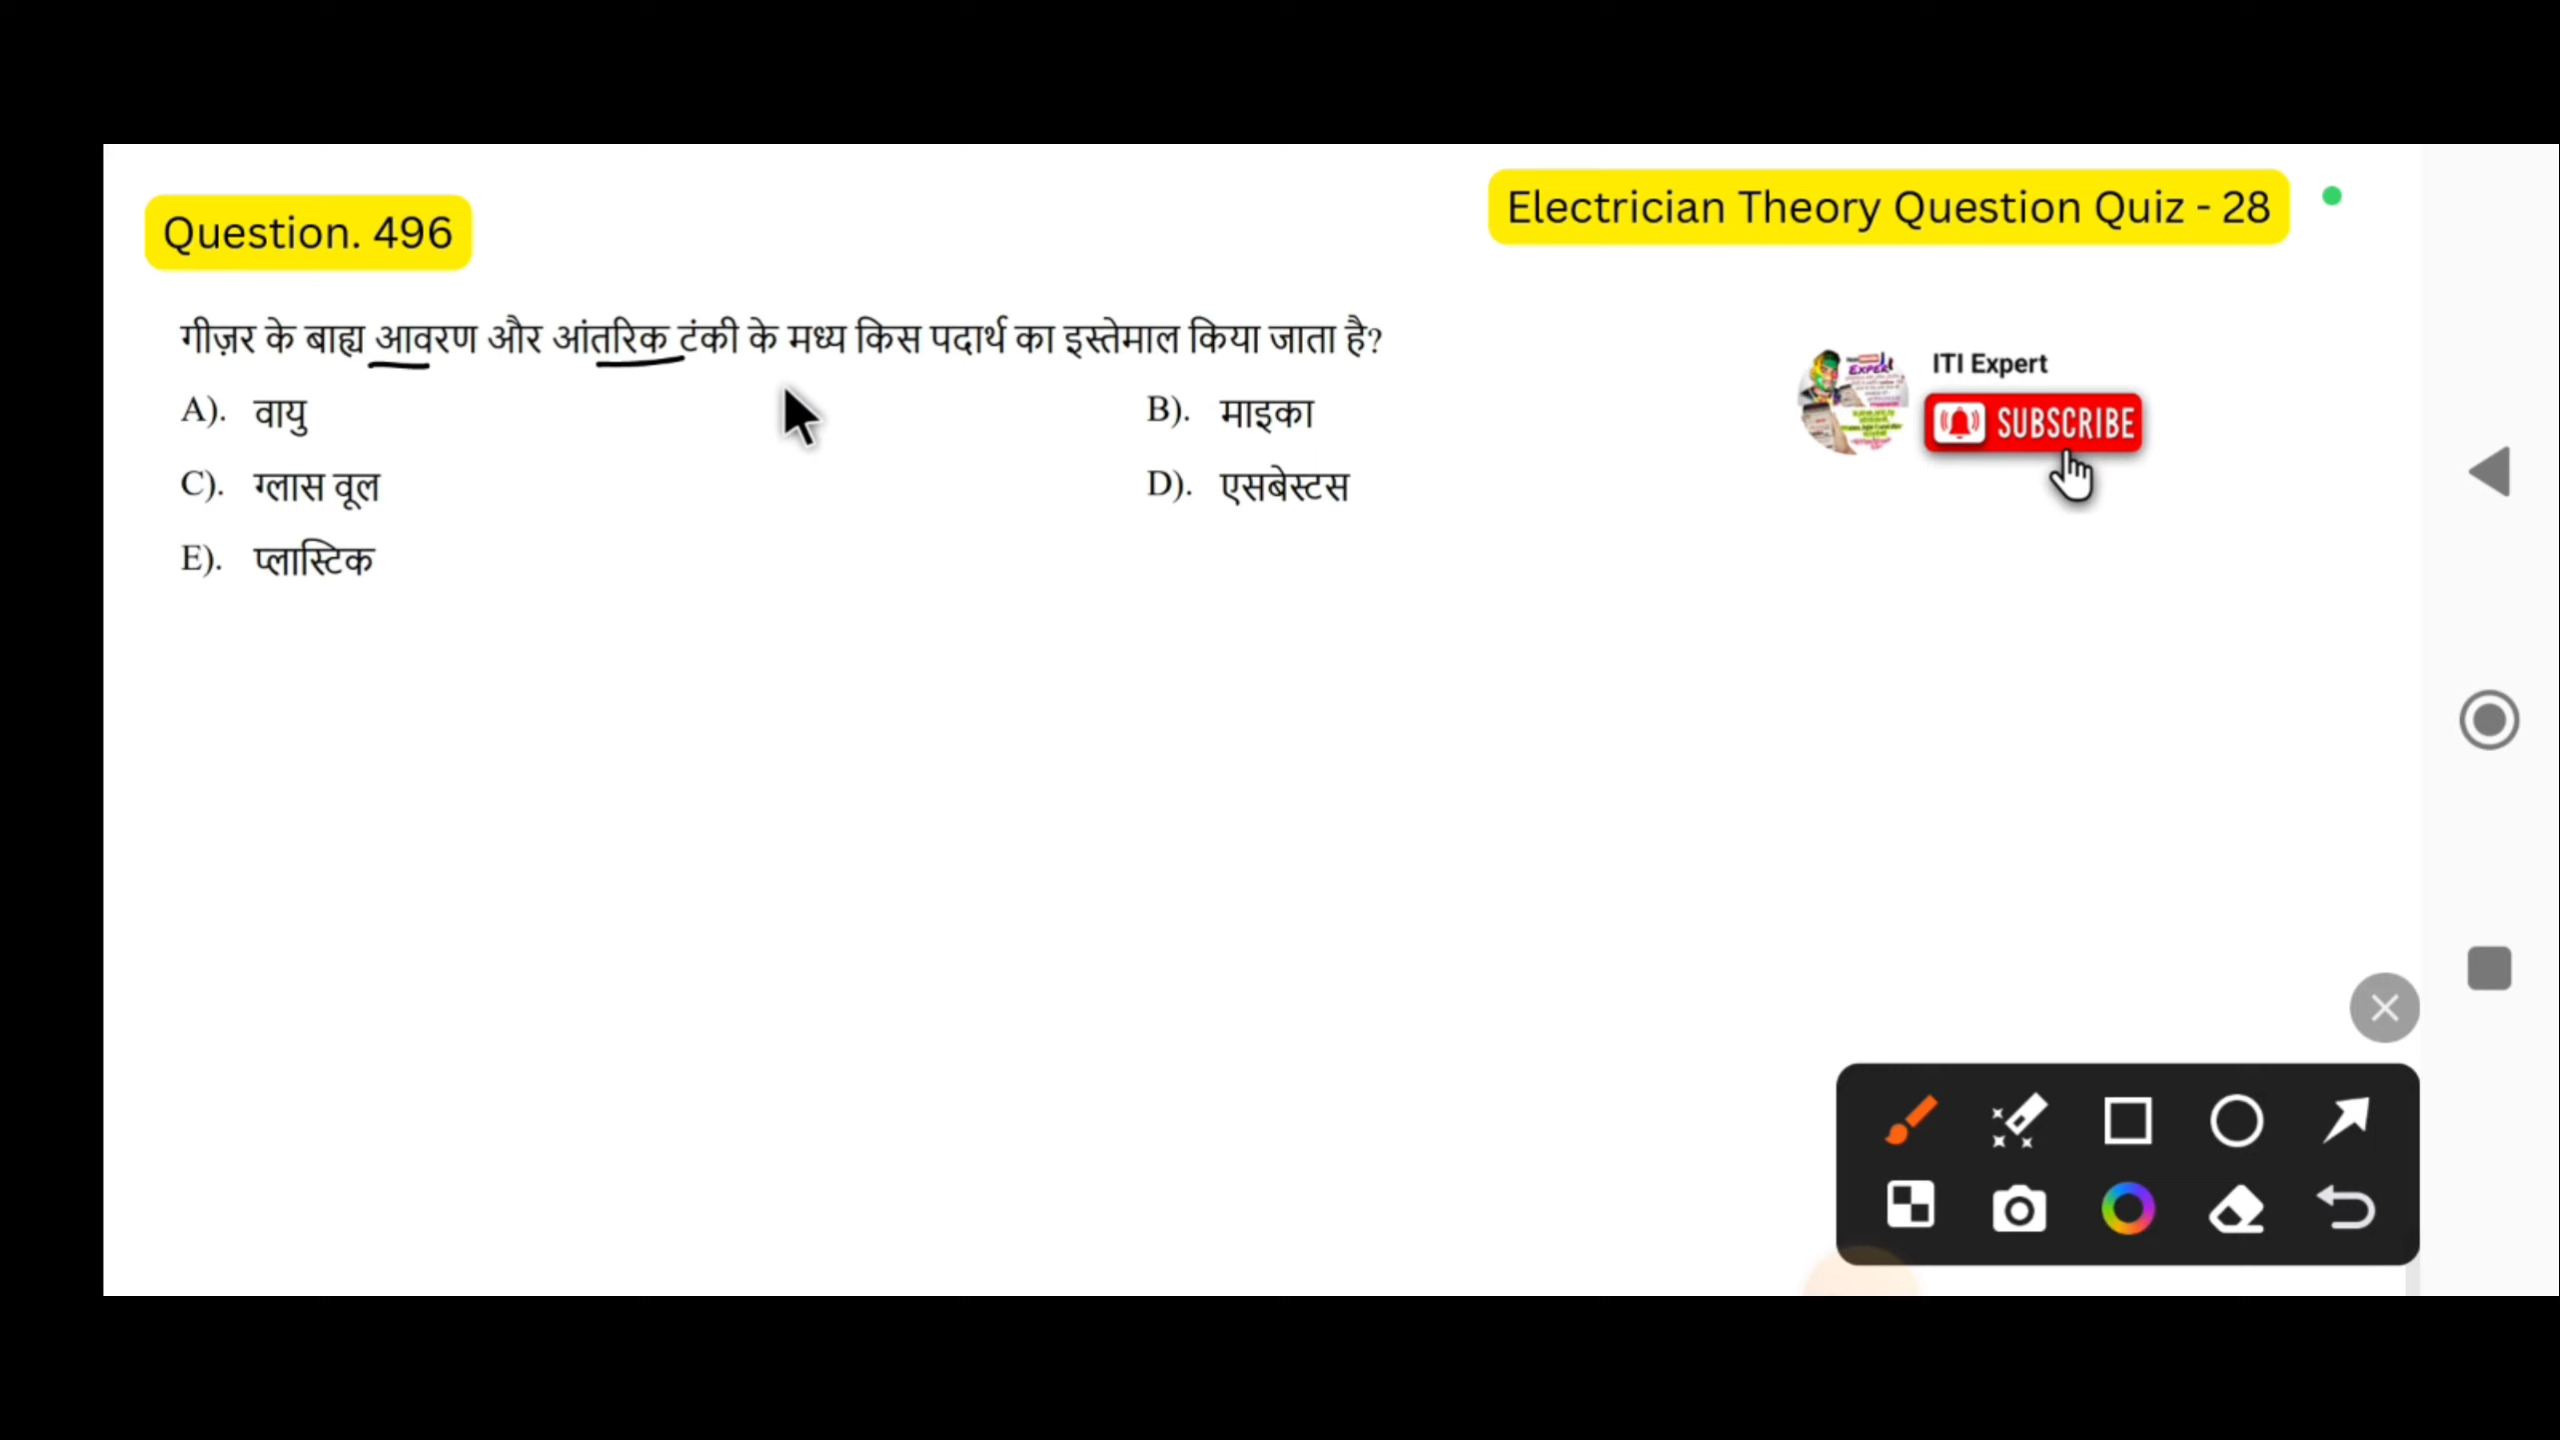 Electrician Theory Question Quiz - 28
Question. 496
गीज़र के बाह्य आवरण और आंतरिक टंकी के मध्य किस पदार्थ का इस्तेमाल किया जाता है?
A). वायु
B). माइका
C). ग्लास वूल
D). एसबेस्टस
E). प्लास्टिक
ITI Expert
SUBSCRIBE